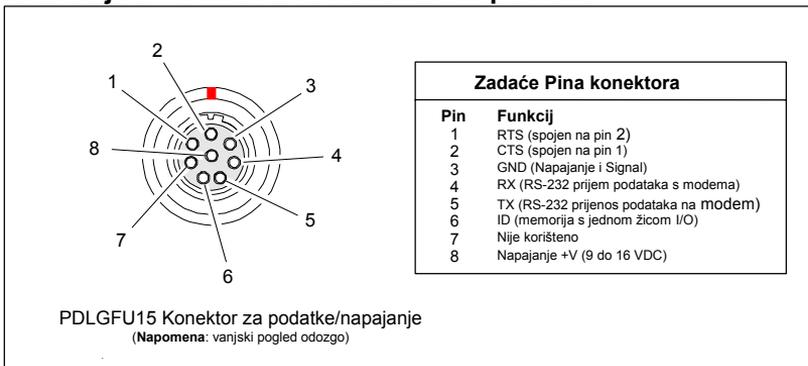 2
1
3
8
4
5
7
6
PDLGFU15 Konektor za podatke/napajanje
(Napomena: vanjski pogled odozgo)
Zadaće Pina konektora
Pin Funkcij
1 RTS (spojen na pin 2)
2 CTS (spojen na pin 1)
3 GND (Napajanje i Signal)
4 RX (RS-232 prijem podataka s modema)
5 TX (RS-232 prijenos podataka na modem)
6 ID (memorija s jednom žicom I/O)
7 Nije korišteno
8 Napajanje +V (9 do 16 VDC)